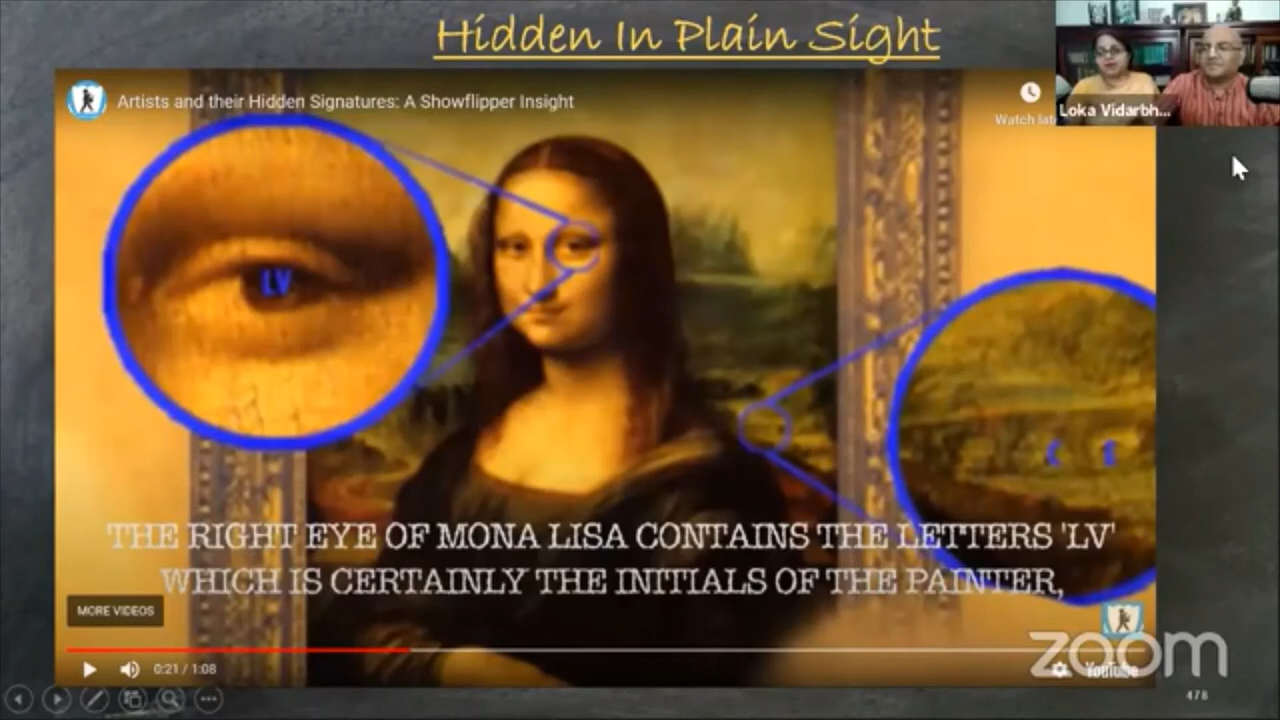 Hidden In Plain Sight
Artists and their Hidden Signatures: A Showflipper Insight
Watch late
Loka Vidarbh...
LV
THE RIGHT EYE OF MONA LISA CONTAINS THE LETTERS 'LV'
WHICH IS CERTAINLY THE INITIALS OF THE PAINTER,
MORE VIDEOS
0:21 / 1:08
YouTube
zoom
478